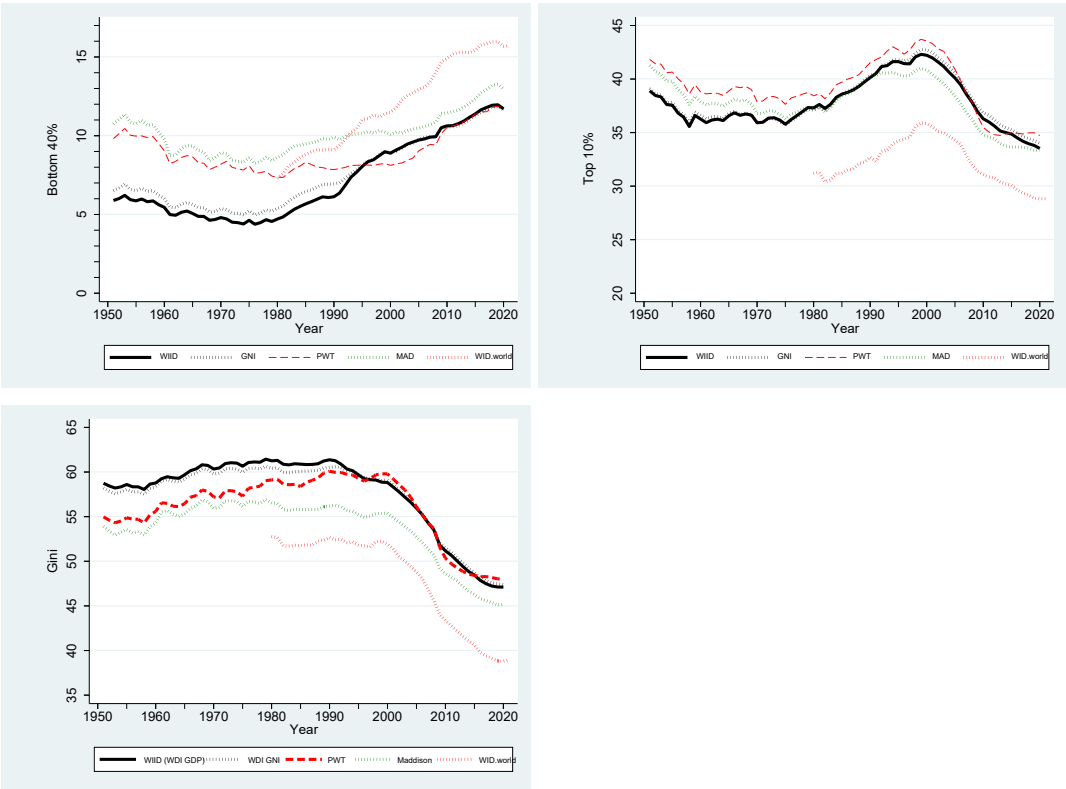 Bottom 40%
15
10
5
0
1950 1960 1970 1980 1990 2000 2010 2020
Year
WIID GNI PWT MAD WID.world
Top 10%
45
40
35
30
25
20
1950 1960 1970 1980 1990 2000 2010 2020
Year
WIID GNI PWT MAD WID.world
Gini
65
60
55
50
45
40
35
1950 1960 1970 1980 1990 2000 2010 2020
Year
WIID (WDI GDP) WDI GNI PWT Maddison WID.world